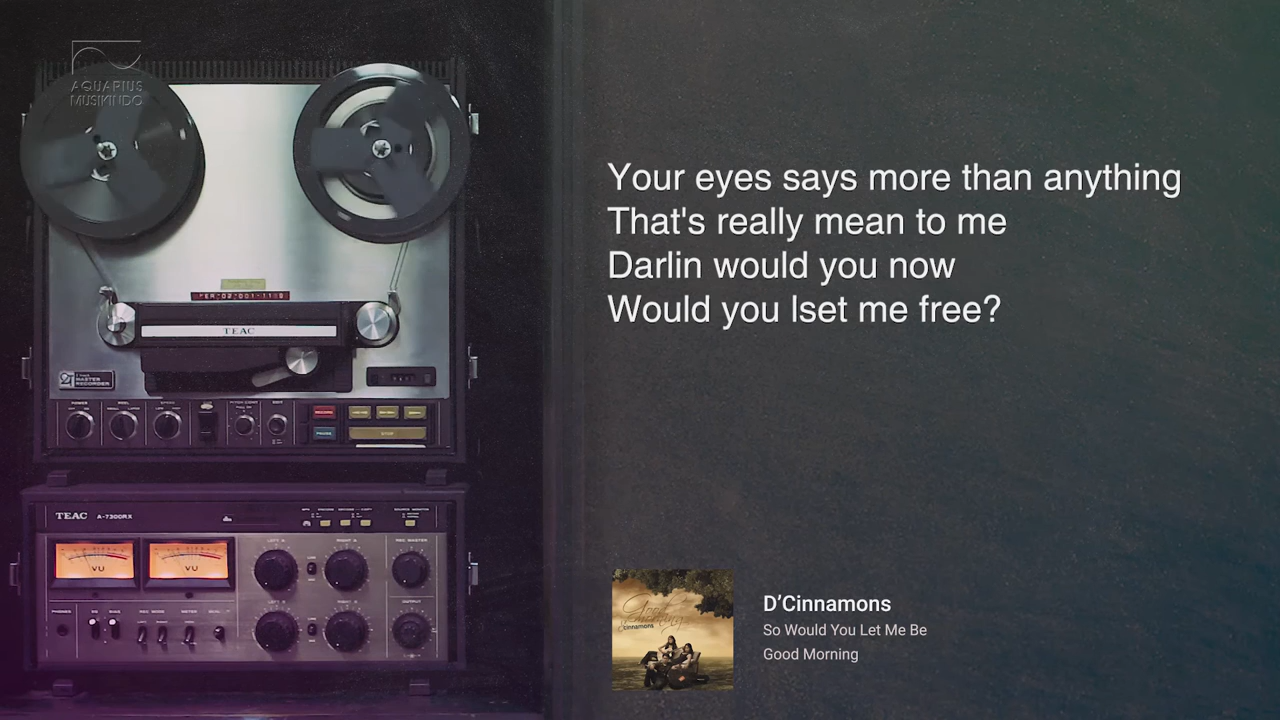 AQUARIUS
MUSIKINDO
TEAC
TEAC A-7300RX
VU VU
Your eyes says more than anything
That's really mean to me
Darlin would you now
Would you lset me free?
D’Cinnamons
So Would You Let Me Be
Good Morning